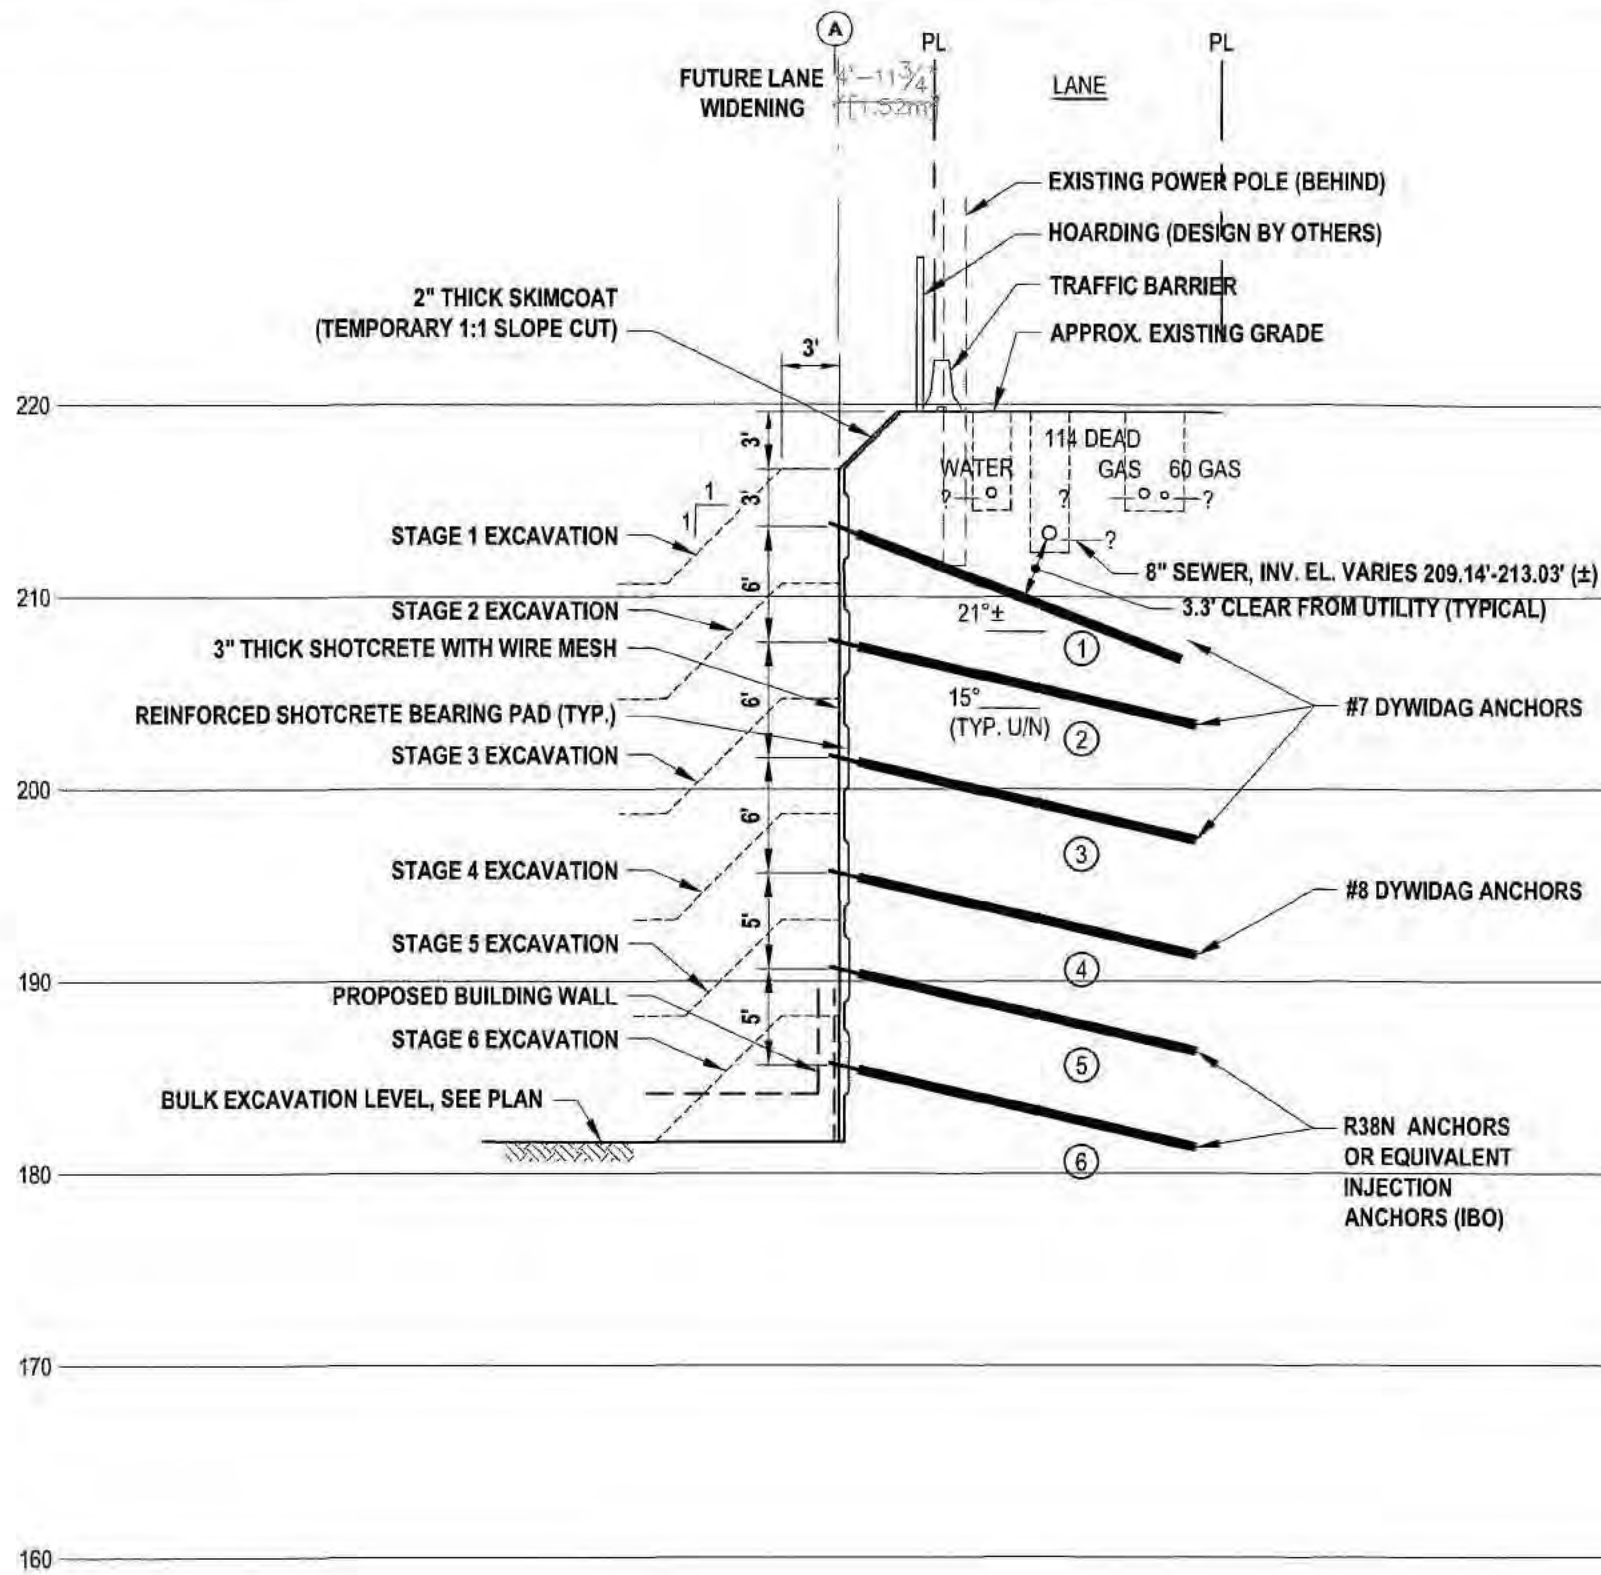 A
PL
PL
FUTURE LANE
WIDENING
4'-11 3/4"
[1.52m]
LANE
EXISTING POWER POLE (BEHIND)
HOARDING (DESIGN BY OTHERS)
TRAFFIC BARRIER
APPROX. EXISTING GRADE
2" THICK SKIMCOAT
(TEMPORARY 1:1 SLOPE CUT)
3'
220
3'
114 DEAD
WATER
GAS
60 GAS
?
?
?
3'
1
1
STAGE 1 EXCAVATION
?
8" SEWER, INV. EL. VARIES 209.14'-213.03' (±)
3.3' CLEAR FROM UTILITY (TYPICAL)
210
6'
STAGE 2 EXCAVATION
21°±
3" THICK SHOTCRETE WITH WIRE MESH
1
REINFORCED SHOTCRETE BEARING PAD (TYP.)
6'
15°
(TYP. U/N)
2
#7 DYWIDAG ANCHORS
STAGE 3 EXCAVATION
200
6'
3
STAGE 4 EXCAVATION
#8 DYWIDAG ANCHORS
5'
STAGE 5 EXCAVATION
4
190
PROPOSED BUILDING WALL
5'
STAGE 6 EXCAVATION
5
BULK EXCAVATION LEVEL, SEE PLAN
R38N ANCHORS
OR EQUIVALENT
INJECTION
ANCHORS (IBO)
6
180
170
160